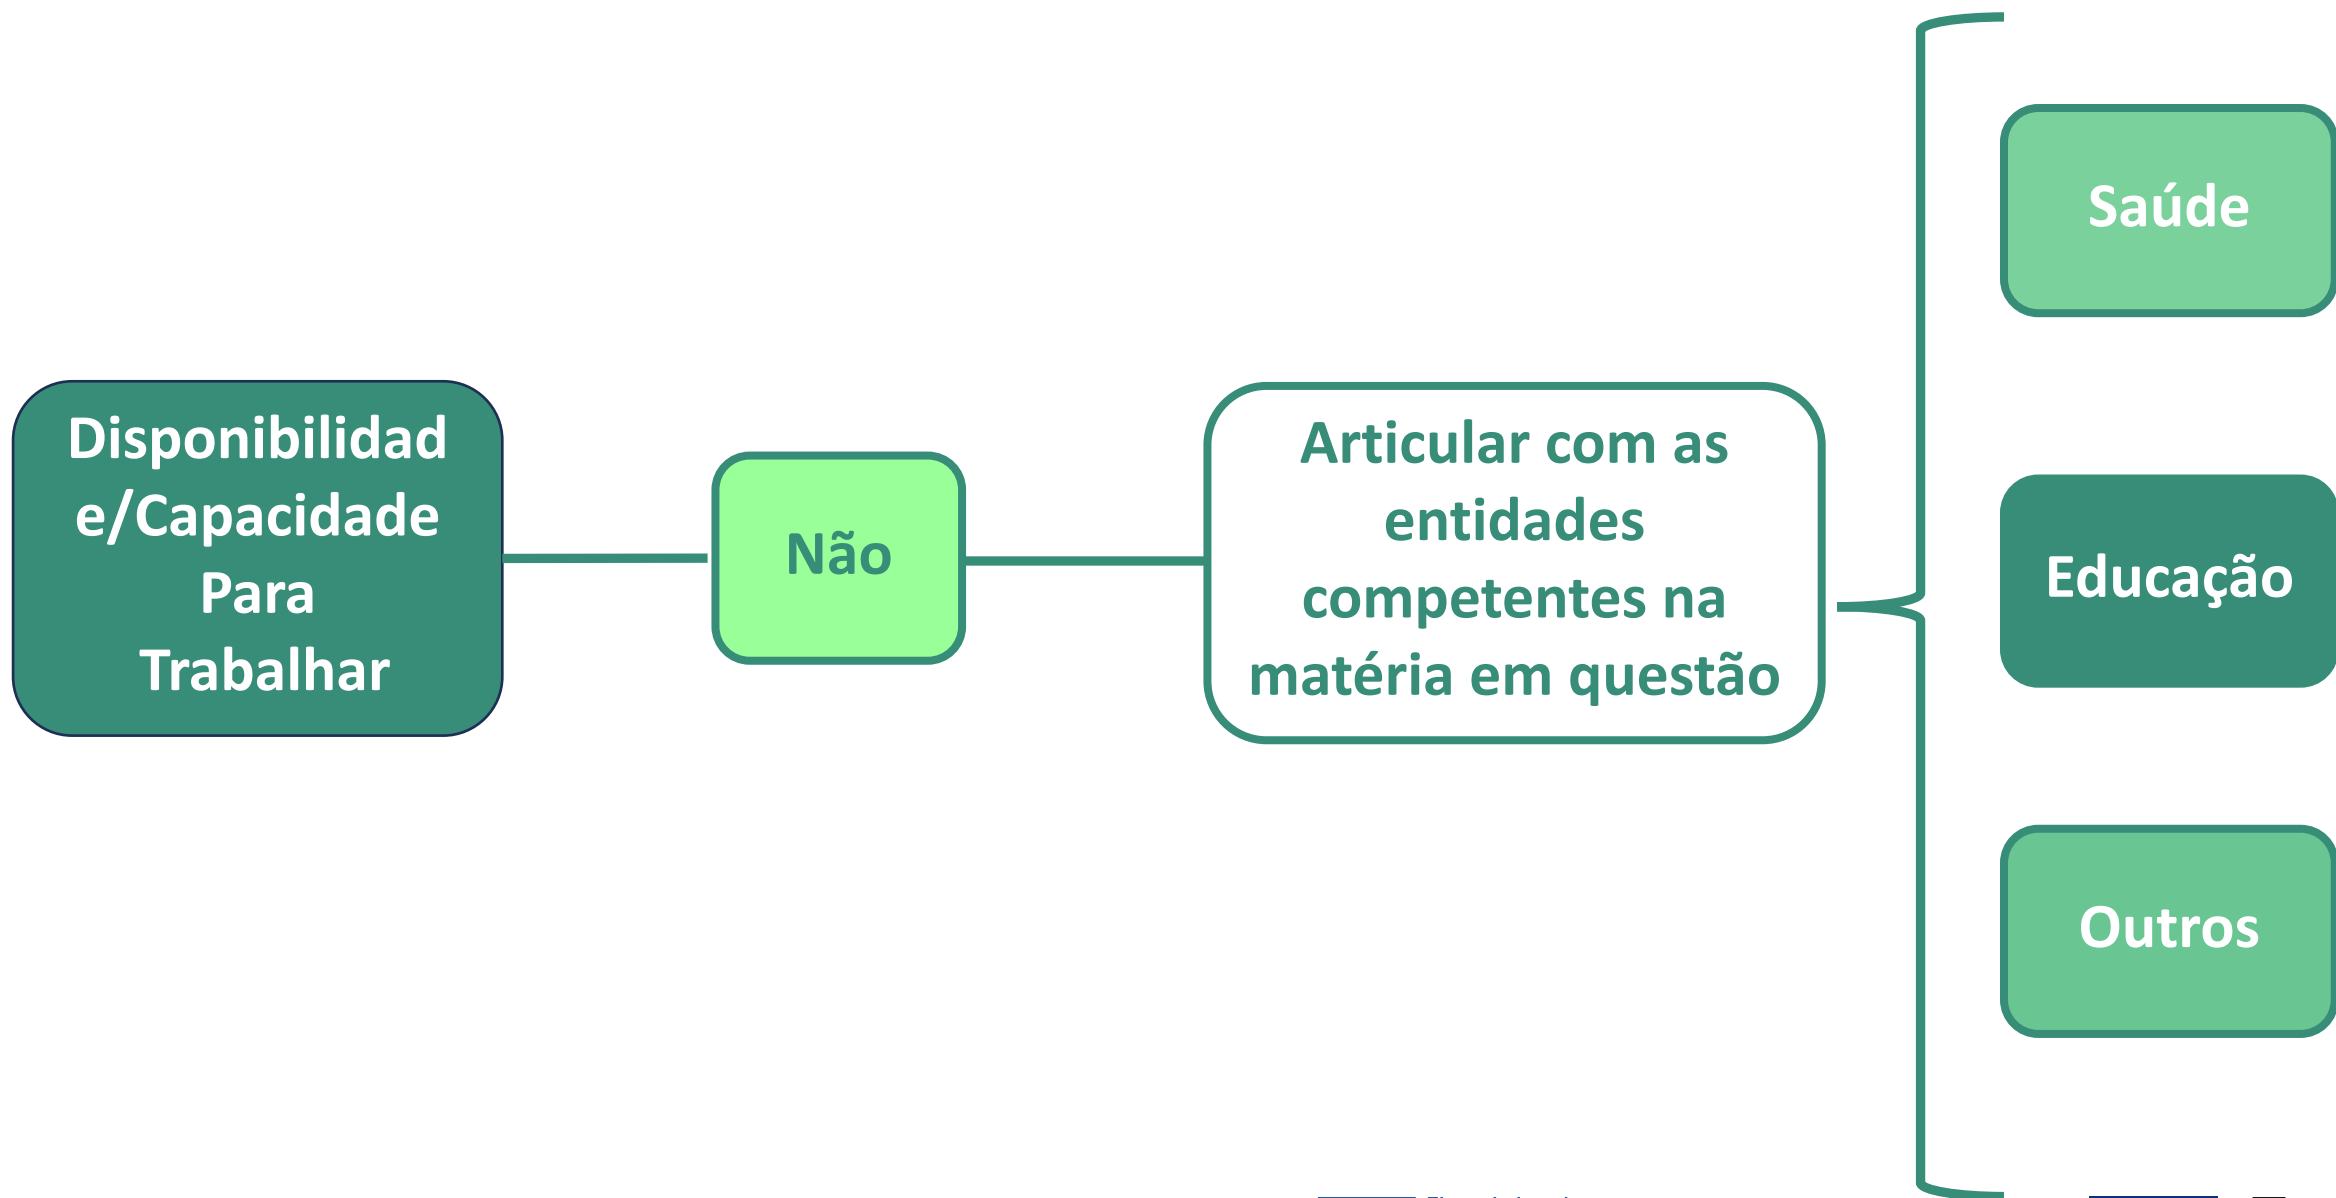 Disponibilidad
e/Capacidade
Para
Trabalhar
Não
Articular com as
entidades
competentes na
matéria em questão
Saúde
Educação
Outros